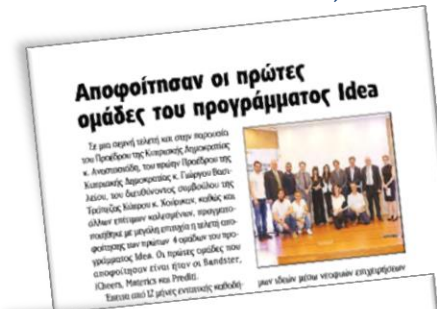 Αποφοίτησαν οι πρώτες
ομάδες του προγράμματος Idea
Σε μια σεμνή τελετή και στην παρουσία
του Προέδρου της Κυπριακής Δημοκρατίας
κ. Αναστασιάδη, του πρώην Προέδρου της
Κυπριακής Δημοκρατίας κ. Γιώργου Βασι-
λείου, του διευθύνοντος συμβούλου της
Τράπεζας Κύπρου κ. Χούρικαν, καθώς και
άλλων επίτιμων καλεσμένων, πραγματο-
ποιήθηκε με μεγάλη επιτυχία η τελετή απο-
φοίτησης των πρώτων 4 ομάδων του προ-
γράμματος Idea. Οι πρώτες ομάδες που
αποφοίτησαν είναι ήταν οι Bandster,
iCheers, Materics και Predixi.
Έπειτα από 12 μήνες εντατικής καθοδή-
μων ιδεών μέσω νεοφυών επιχειρήσεων